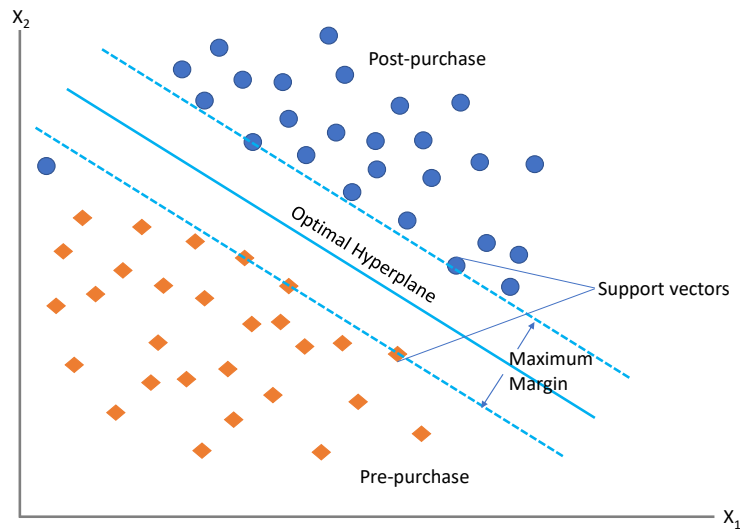 X2
Post-purchase
Optimal Hyperplane
Support vectors
Maximum
Margin
Pre-purchase
X1